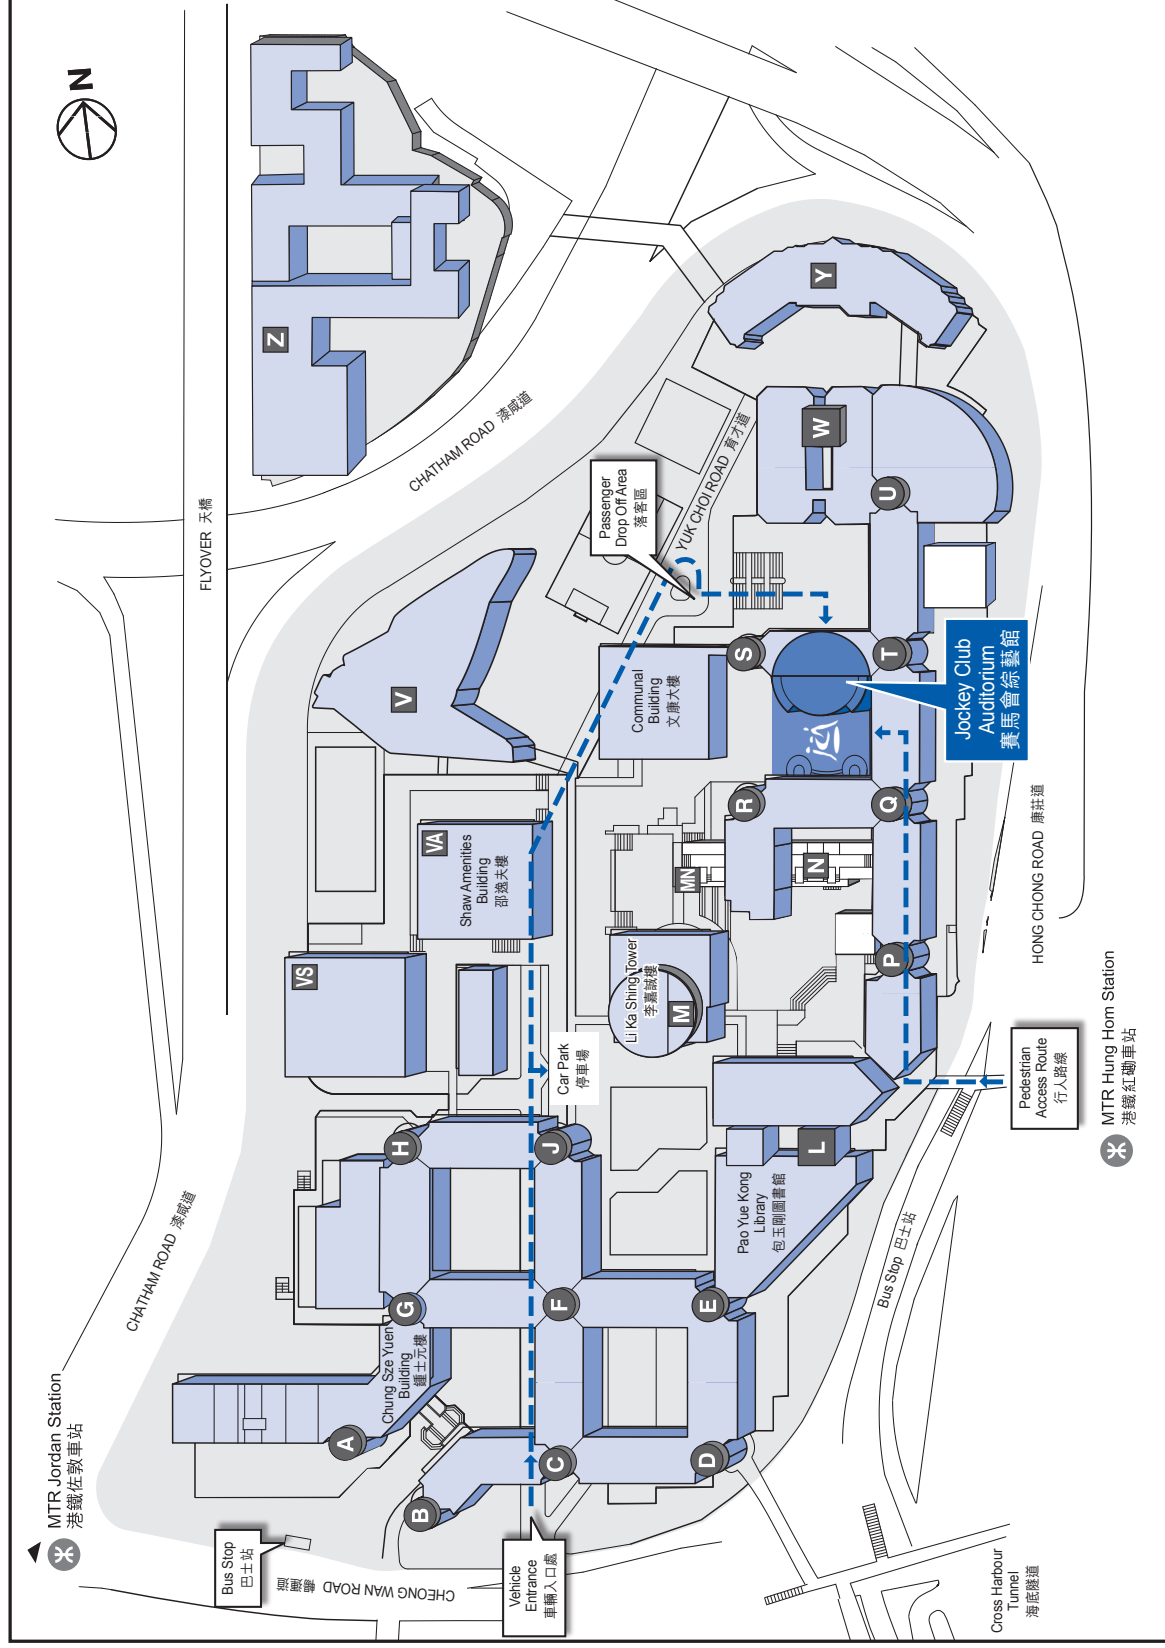 MTR Jordan Station
港鐵佐敦車站
N
CHATHAM ROAD 漆咸道
FLYOVER 天橋
CHATHAM ROAD 漆咸道
Z
Bus Stop
巴士站
CHEONG WAN ROAD 暢運道
A
B
Chung Sze Yuen
Building
鍾士元樓
G
H
VS
VA
Shaw Amenities
Building
邵逸夫樓
V
Vehicle
Entrance
車輛入口處
C
F
J
Car Park
停車場
Passenger
Drop Off Area
落客區
YUK CHOI ROAD 育才道
Communal
Building
文康大樓
Li Ka Shing Tower
李嘉誠樓
M
MN
D
E
Pao Yue Kong
Library
包玉剛圖書館
L
N
R
S
W
Y
P
Q
T
U
Jockey Club
Auditorium
賽馬會綜藝館
Bus Stop 巴士站
Pedestrian
Access Route
行人路線
HONG CHONG ROAD 康莊道
Cross Harbour
Tunnel
海底隧道
MTR Hung Hom Station
港鐵紅磡車站